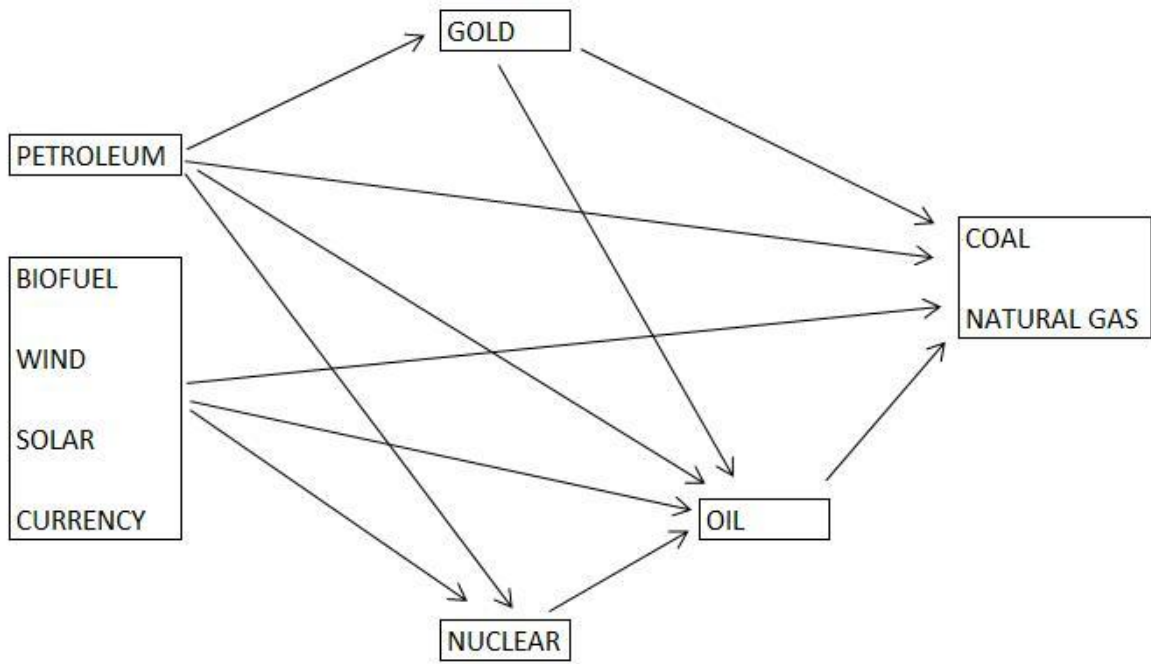 GOLD
PETROLEUM
COAL
NATURAL GAS
BIOFUEL
WIND
SOLAR
CURRENCY
OIL
NUCLEAR